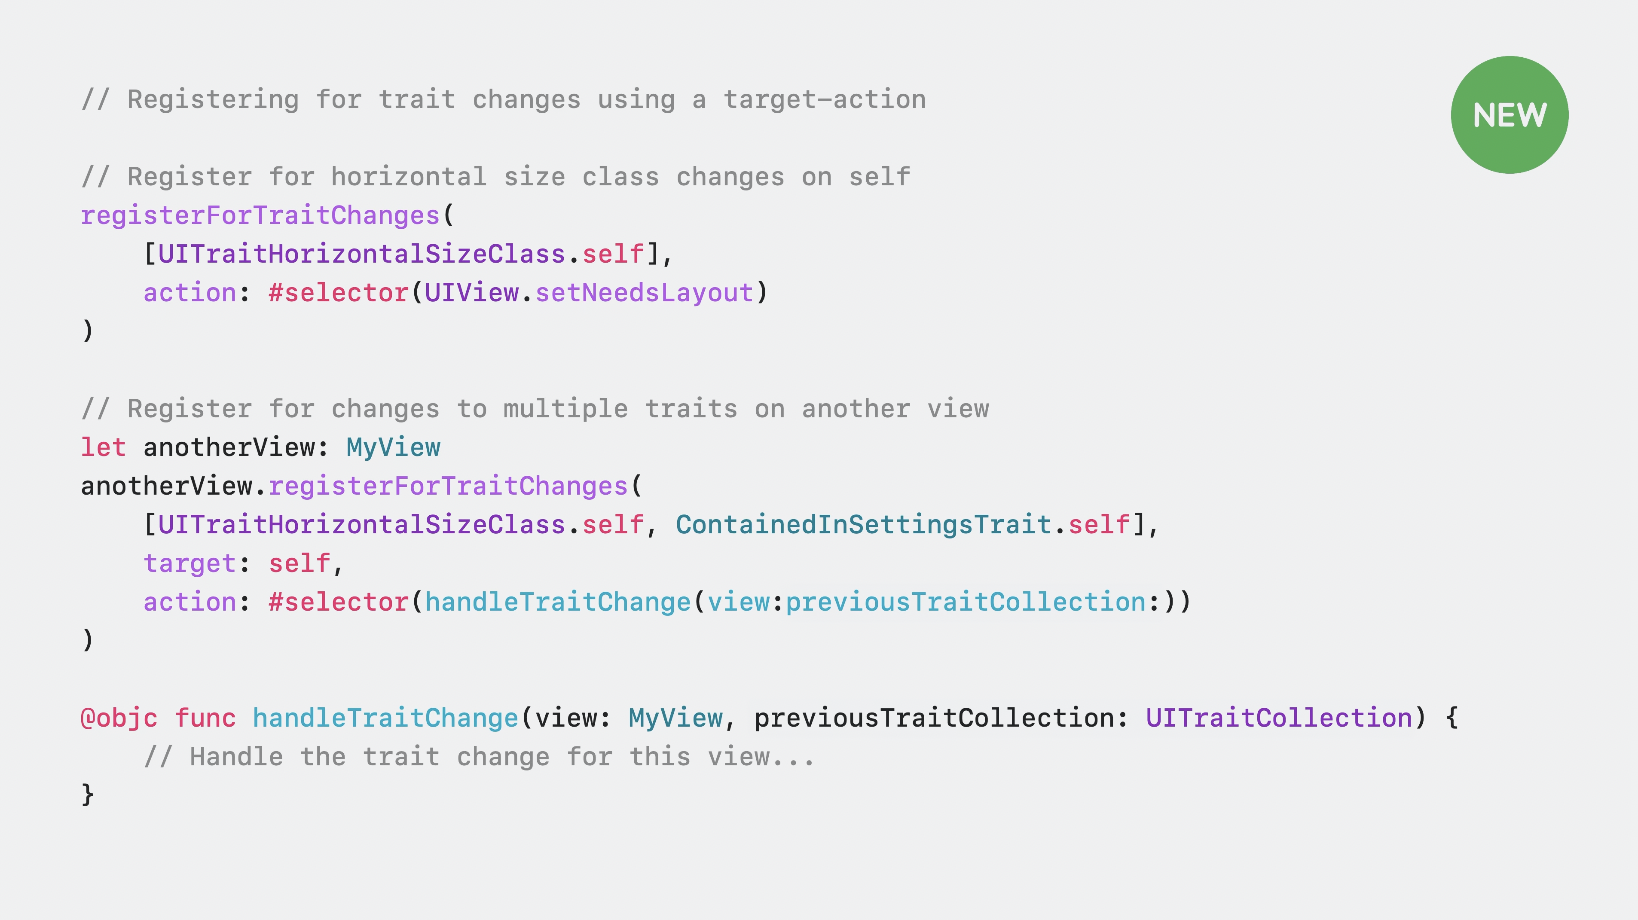 // Registering for trait changes using a target-action
NEW
// Register for horizontal size class changes on self
registerForTraitChanges(
    [UITraitHorizontalSizeClass.self],
    action: #selector(UIView.setNeedsLayout)
)
// Register for changes to multiple traits on another view
let anotherView: MyView
anotherView.registerForTraitChanges(
    [UITraitHorizontalSizeClass.self, ContainedInSettingsTrait.self],
    target: self,
    action: #selector(handleTraitChange(view:previousTraitCollection:))
)
@objc func handleTraitChange(view: MyView, previousTraitCollection: UITraitCollection) {
    // Handle the trait change for this view...
}